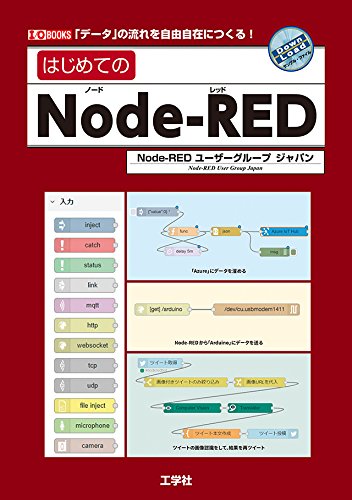 I/O BOOKS
「データ」の流れを自由自在につくる！
はじめての
Down Load
サンプル・ファイル
ノード レッド
Node-RED
Node-RED ユーザーグループ ジャパン
Node-RED User Group Japan
入力
inject
catch
status
link
mqtt
http
websocket
tcp
udp
file inject
microphone
camera
func
json
Azure IoT Hub
delay 5m
msg
「Azure」にデータを溜める
[get] /arduino
/dev/cu.usbmodem1411
Node-REDから「Arduino」にデータを送る
ツイート取得
画像付きツイートのみ絞り込み
画像URLを代入
Computer Vision
Translator
ツイート本文作成
ツイート投稿
ツイートの画像認識をして、結果を再ツイート
工学社